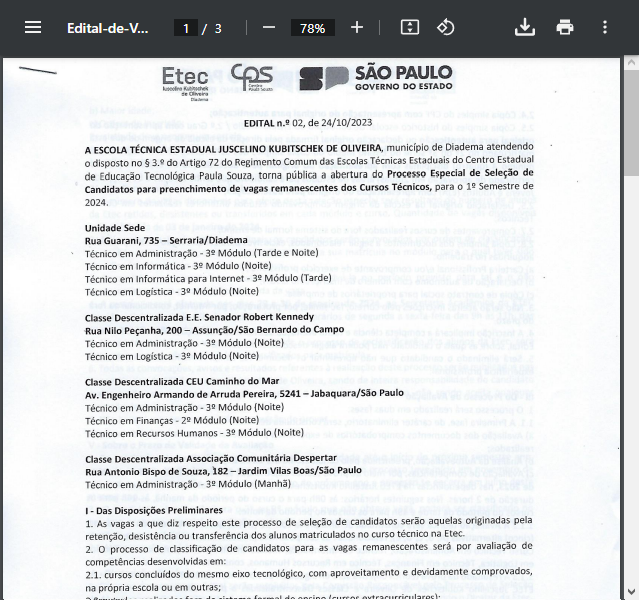 Edital-de-V... 1 / 3 78%
Etec
Juscelino Kubitschek
de Oliveira
Diadema
CPS
Centro
Paula Souza
SÃO PAULO
GOVERNO DO ESTADO
EDITAL n.º 02, de 24/10/2023
A ESCOLA TÉCNICA ESTADUAL JUSCELINO KUBITSCHEK DE OLIVEIRA, município de Diadema atendendo
o disposto no § 3.º do Artigo 72 do Regimento Comum das Escolas Técnicas Estaduais do Centro Estadual
de Educação Tecnológica Paula Souza, torna pública a abertura do Processo Especial de Seleção de
Candidatos para preenchimento de vagas remanescentes dos Cursos Técnicos, para o 1º Semestre de
2024.
Unidade Sede
Rua Guarani, 735 – Serraria/Diadema
Técnico em Administração - 3º Módulo (Tarde e Noite)
Técnico em Informática - 3º Módulo (Noite)
Técnico em Informática para Internet - 3º Módulo (Tarde)
Técnico em Logística - 3º Módulo (Noite)
Classe Descentralizada E.E. Senador Robert Kennedy
Rua Nilo Peçanha, 200 – Assunção/São Bernardo do Campo
Técnico em Administração - 3º Módulo (Noite)
Técnico em Logística - 3º Módulo (Noite)
Classe Descentralizada CEU Caminho do Mar
Av. Engenheiro Armando de Arruda Pereira, 5241 – Jabaquara/São Paulo
Técnico em Administração - 3º Módulo (Noite)
Técnico em Finanças - 2º Módulo (Noite)
Técnico em Recursos Humanos - 3º Módulo (Noite)
Classe Descentralizada Associação Comunitária Despertar
Rua Antonio Bispo de Souza, 182 – Jardim Vilas Boas/São Paulo
Técnico em Administração - 3º Módulo (Manhã)
I - Das Disposições Preliminares
1. As vagas a que diz respeito este processo de seleção de candidatos serão aquelas originadas pela
retenção, desistência ou transferência dos alunos matriculados no curso técnico na Etec.
2. O processo de classificação de candidatos para as vagas remanescentes será por avaliação de
competências desenvolvidas em:
2.1. cursos concluídos do mesmo eixo tecnológico, com aproveitamento e devidamente comprovados,
na própria escola ou em outras;